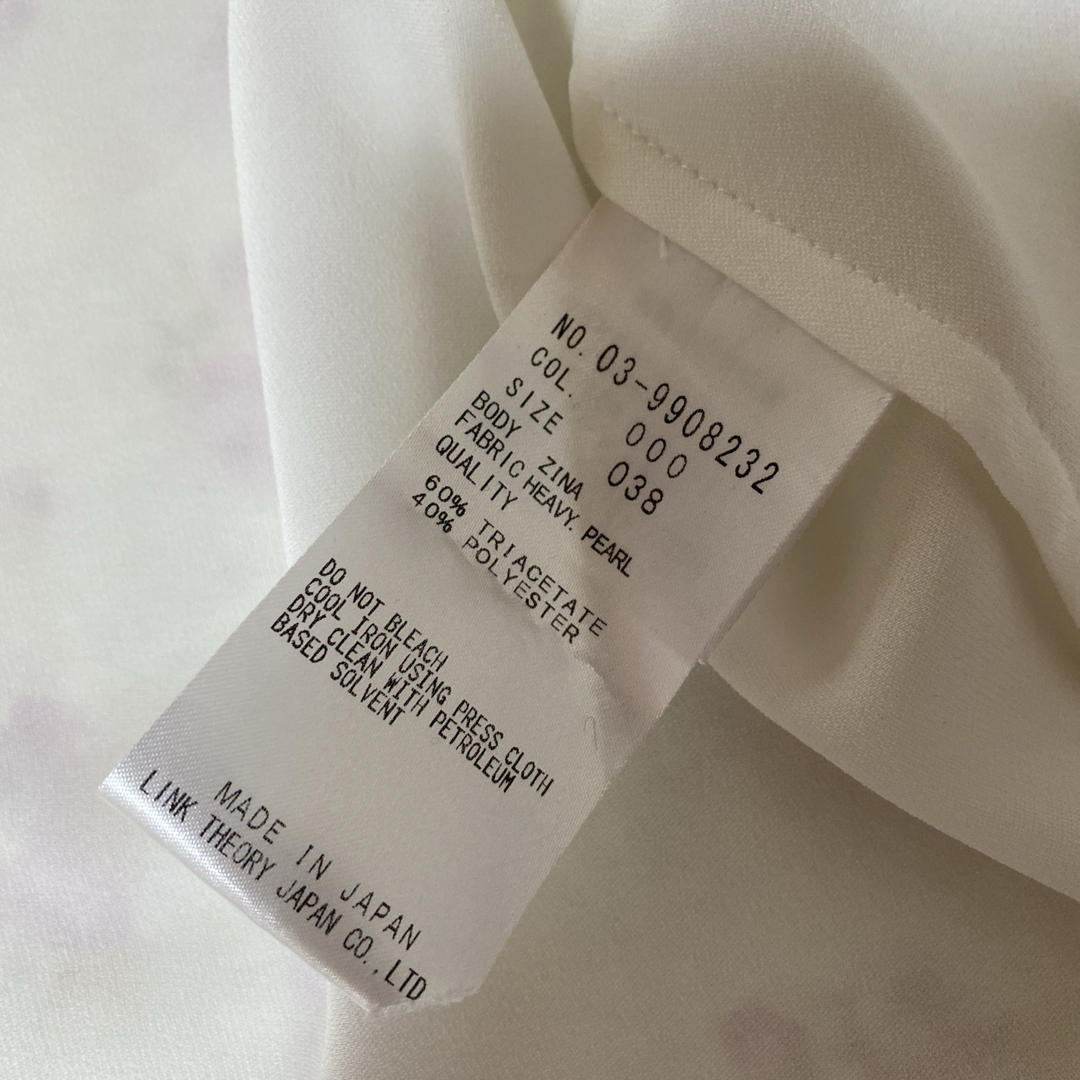 NO. 03-9908232
COL. 000
SIZE 038
BODY ZINA
FABRIC HEAVY. PEARL
QUALITY
60% TRIACETATE
40% POLYESTER
DO NOT BLEACH
COOL IRON USING PRESS CLOTH
DRY CLEAN WITH PETROLEUM
BASED SOLVENT
MADE IN JAPAN
LINK THEORY JAPAN CO., LTD